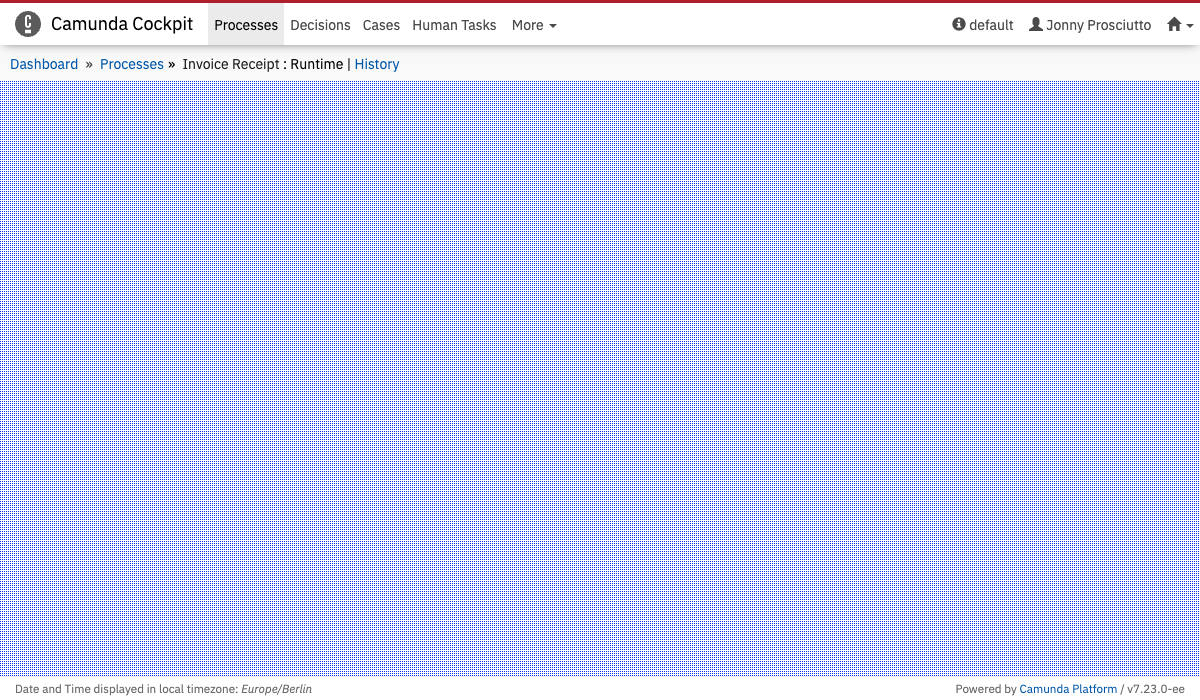 Camunda Cockpit Processes Decisions Cases Human Tasks More default Jonny Prosciutto
Dashboard » Processes » Invoice Receipt : Runtime | History
Date and Time displayed in local timezone: Europe/Berlin Powered by Camunda Platform / v7.23.0-ee